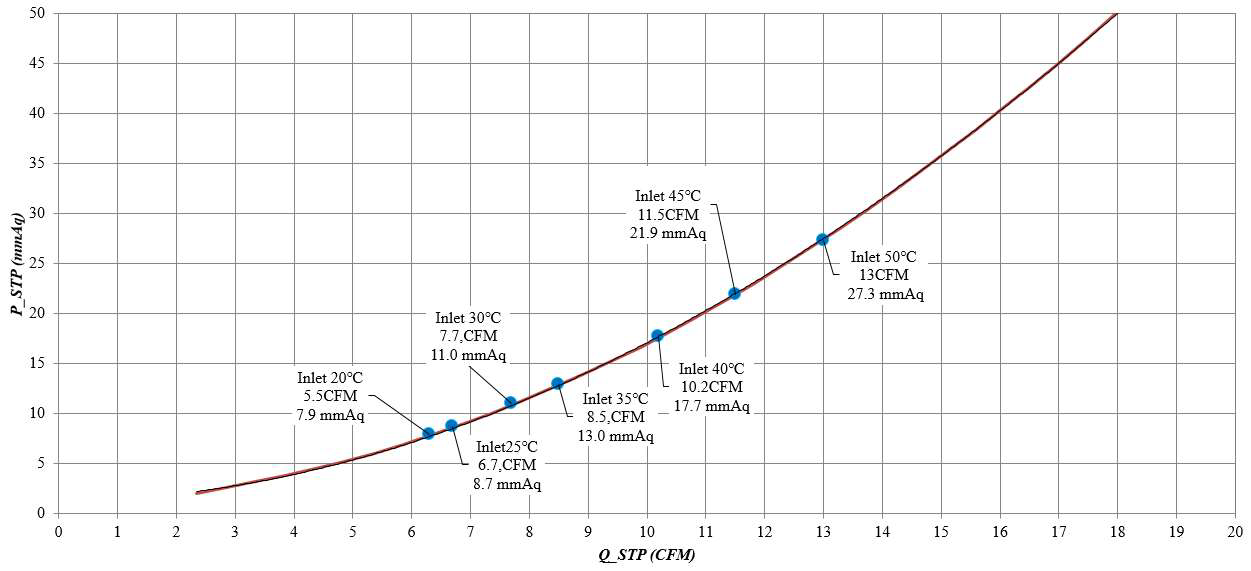 50
45
40
35
30
25
20
15
10
5
0
P_STP (mmAq)
Inlet 20℃
5.5CFM
7.9 mmAq
Inlet25℃
6.7,CFM
8.7 mmAq
Inlet 30℃
7.7,CFM
11.0 mmAq
Inlet 35℃
8.5,CFM
13.0 mmAq
Inlet 40℃
10.2CFM
17.7 mmAq
Inlet 45℃
11.5CFM
21.9 mmAq
Inlet 50℃
13CFM
27.3 mmAq
0 1 2 3 4 5 6 7 8 9 10 11 12 13 14 15 16 17 18 19 20
Q_STP (CFM)